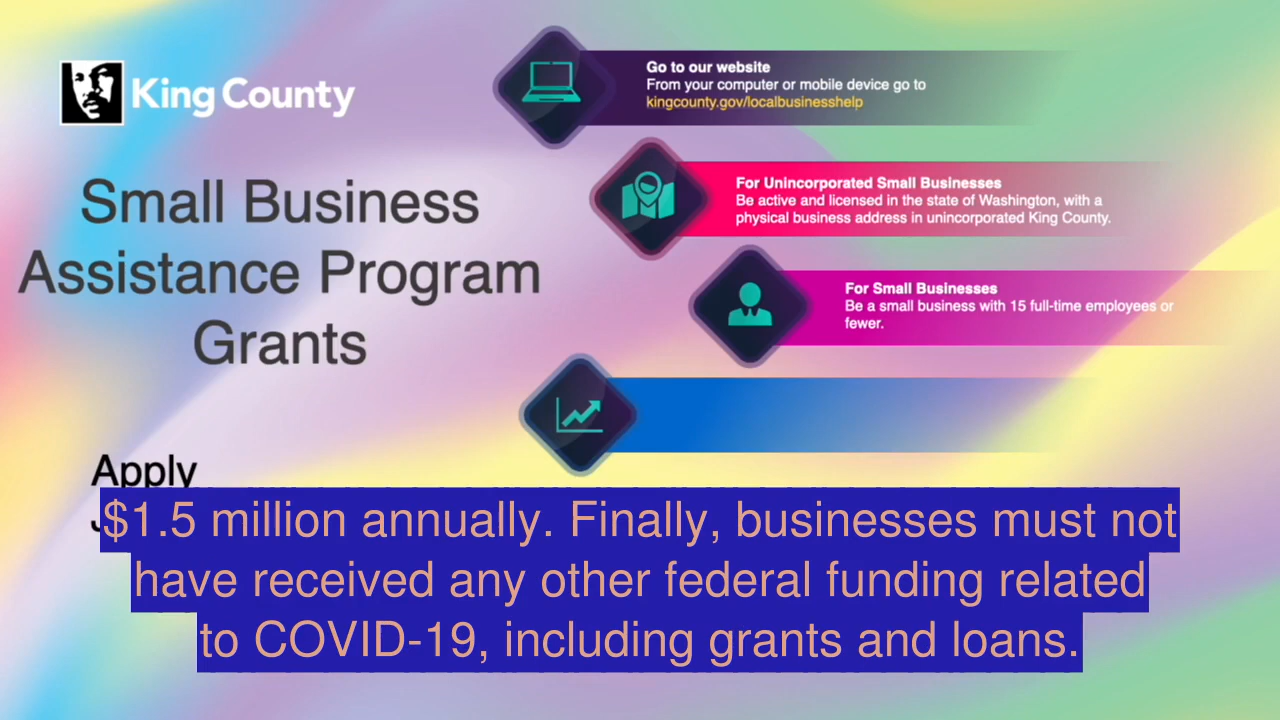 King County
Small Business
Assistance Program
Grants
Go to our website
From your computer or mobile device go to
kingcounty.gov/localbusinesshelp
For Unincorporated Small Businesses
Be active and licensed in the state of Washington, with a
physical business address in unincorporated King County.
For Small Businesses
Be a small business with 15 full-time employees or
fewer.
Apply
$1.5 million annually. Finally, businesses must not
have received any other federal funding related
to COVID-19, including grants and loans.